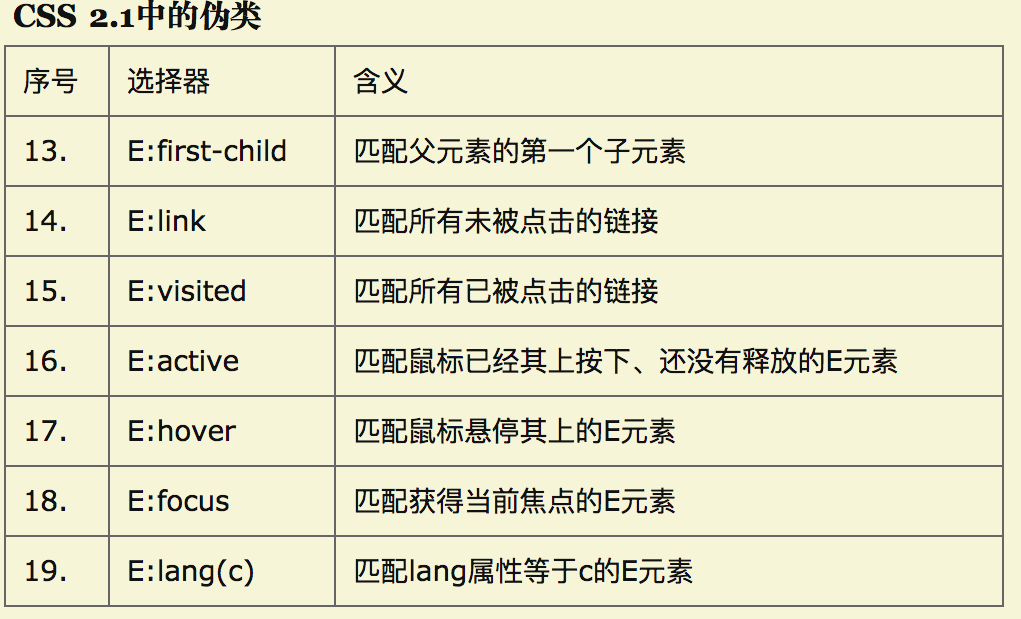 CSS 2.1中的伪类
序号 选择器 含义
13. E:first-child 匹配父元素的第一个子元素
14. E:link 匹配所有未被点击的链接
15. E:visited 匹配所有已被点击的链接
16. E:active 匹配鼠标已经其上按下、还没有释放的E元素
17. E:hover 匹配鼠标悬停其上的E元素
18. E:focus 匹配获得当前焦点的E元素
19. E:lang(c) 匹配lang属性等于c的E元素